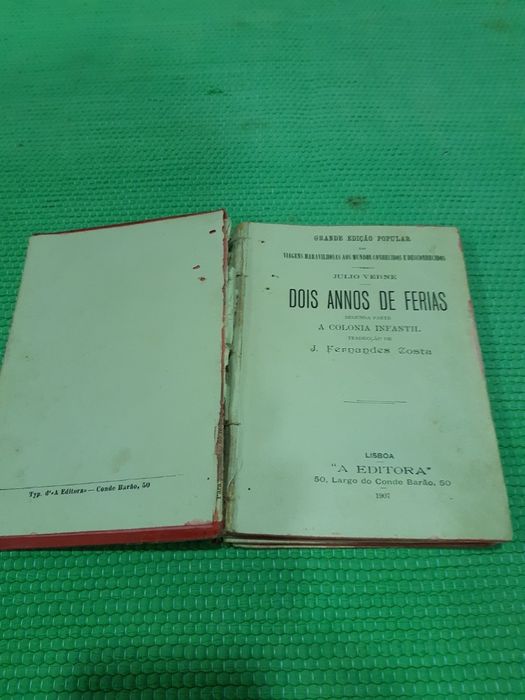 Typ. d'«A Editora» — Conde Barão, 50
GRANDE EDIÇÃO POPULAR
DAS
VIAGENS MARAVILHOSAS AOS MUNDOS CONHECIDOS E DESCONHECIDOS
JULIO VERNE
DOIS ANNOS DE FERIAS
SEGUNDA PARTE
A COLONIA INFANTIL
TRADUCÇÃO DE
J. Fernandes Costa
LISBOA
"A EDITORA"
50, Largo do Conde Barão, 50
1907